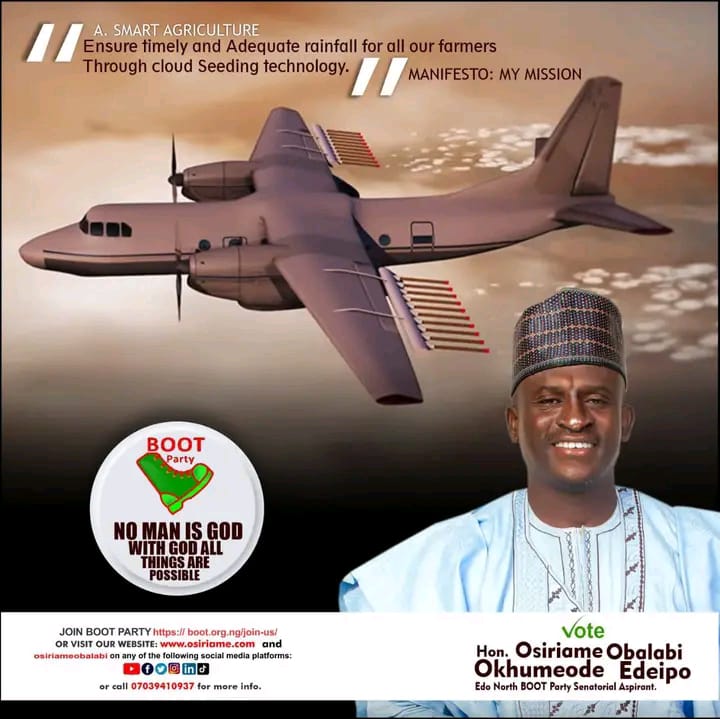 A. SMART AGRICULTURE
Ensure timely and Adequate rainfall for all our farmers
Through cloud Seeding technology.
MANIFESTO: MY MISSION
BOOT
Party
NO MAN IS GOD
WITH GOD ALL
THINGS ARE
POSSIBLE
JOIN BOOT PARTY https:// boot.org.ng/join-us/
OR VISIT OUR WEBSITE: www.osiriame.com and
osiriameobalabi on any of the following social media platforms:
or call 07039410937 for more info.
vote
Hon. Osiriame Obalabi
Okhumeode Edeipo
Edo North BOOT Party Senatorial Aspirant.